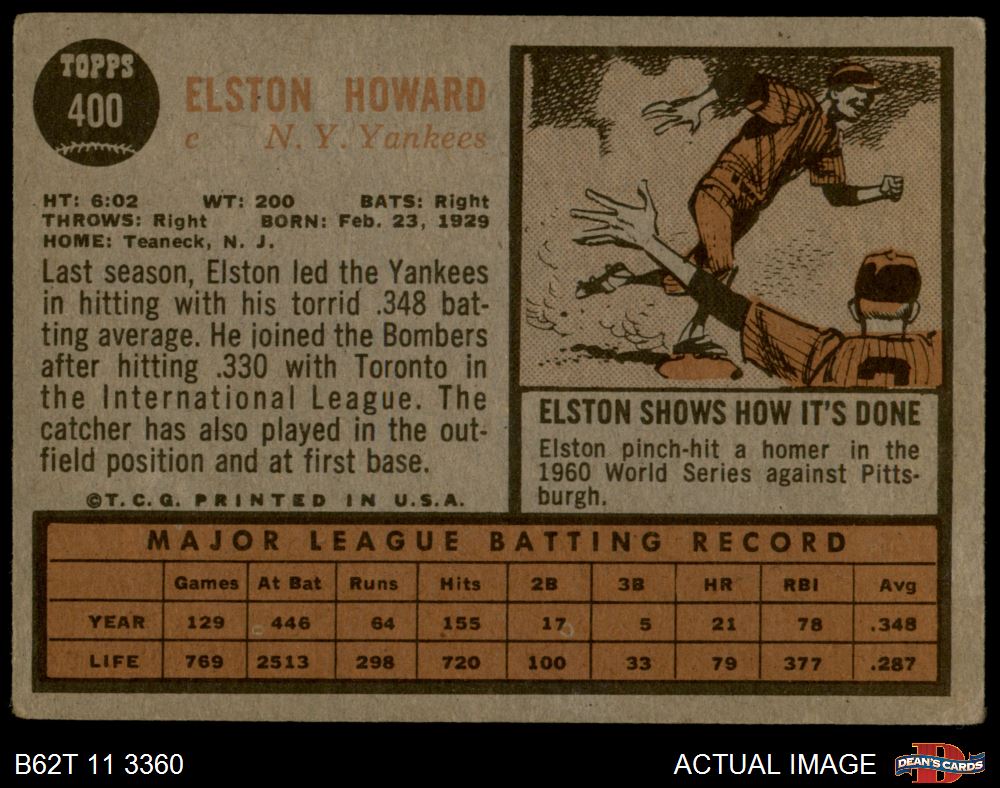 TOPPS
400
ELSTON HOWARD
c N. Y. Yankees
HT: 6:02 WT: 200 BATS: Right
THROWS: Right BORN: Feb. 23, 1929
HOME: Teaneck, N. J.
Last season, Elston led the Yankees
in hitting with his torrid .348 bat-
ting average. He joined the Bombers
after hitting .330 with Toronto in
the International League. The
catcher has also played in the out-
field position and at first base.
©T.C.G. PRINTED IN U.S.A.
ELSTON SHOWS HOW IT'S DONE
Elston pinch-hit a homer in the
1960 World Series against Pitts-
burgh.
MAJOR LEAGUE BATTING RECORD
Games At Bat Runs Hits 2B 3B HR RBI Avg
YEAR 129 446 64 155 17 5 21 78 .348
LIFE 769 2513 298 720 100 33 79 377 .287
B62T 11 3360
ACTUAL IMAGE
DEAN'S CARDS